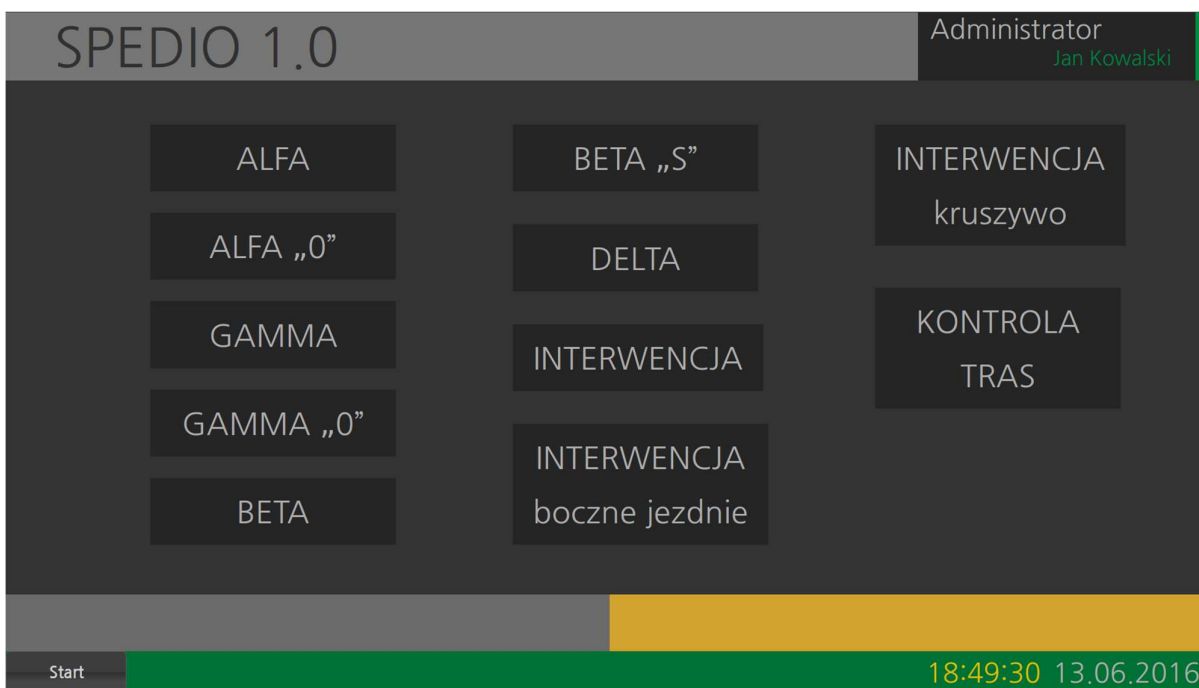 SPEDIO 1.0
Administrator
Jan Kowalski
ALFA
ALFA „0”
GAMMA
GAMMA „0”
BETA
BETA „S”
DELTA
INTERWENCJA
INTERWENCJA
boczne jezdnie
INTERWENCJA
kruszywo
KONTROLA
TRAS
Start
18:49:30 13.06.2016